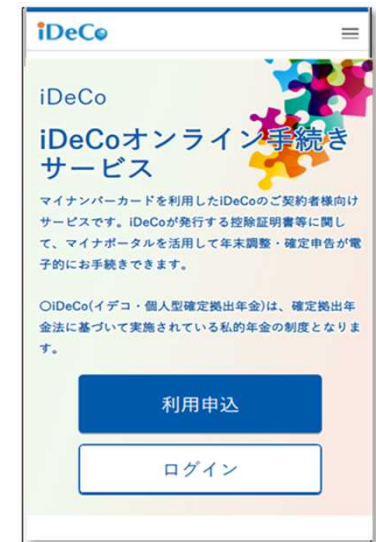 iDeCo
iDeCo
iDeCoオンライン手続き
サービス
マイナンバーカードを利用したiDeCoのご契約者様向け
サービスです。iDeCoが発行する控除証明書等に関し
て、マイナポータルを活用して年末調整・確定申告が電
子的にお手続きできます。
〇iDeCo(イデコ・個人型確定拠出年金)は、確定拠出年
金法に基づいて実施されている私的年金の制度となりま
す。
利用申込
ログイン